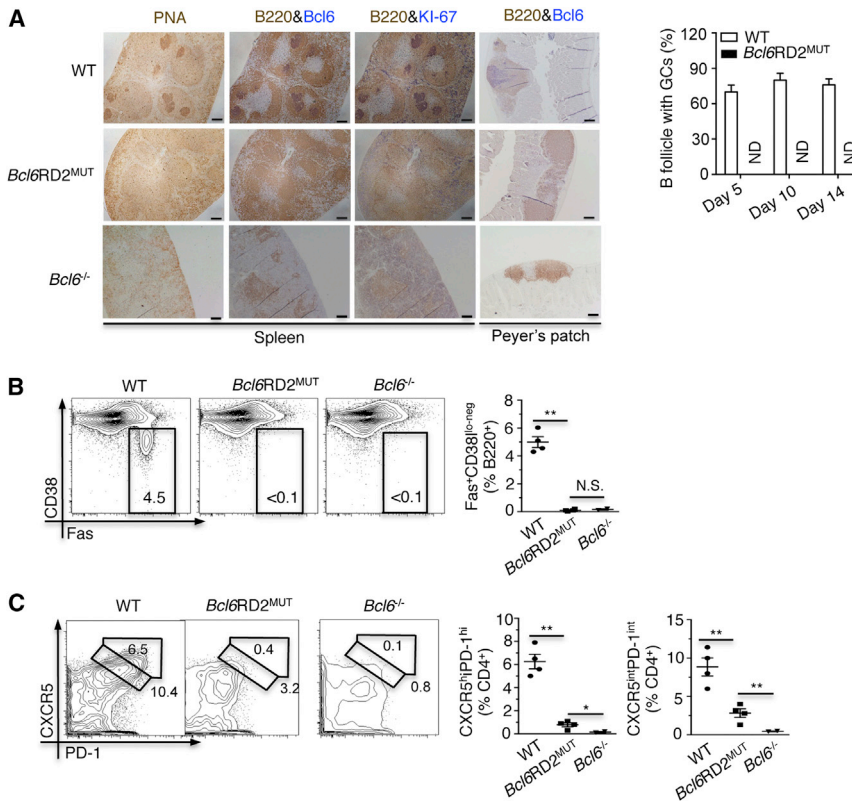 A
PNA B220&Bcl6 B220&KI-67 B220&Bcl6
WT
Bcl6RD2MUT
Bcl6-/-
Spleen Peyer's patch
B follicle with GCs (%)
WT
Bcl6RD2MUT
120
90
60
30
0
ND ND ND
Day 5 Day 10 Day 14
B
WT Bcl6RD2MUT Bcl6-/-
4.5 <0.1 <0.1
CD38
Fas
Fas+CD38lo-neg
(% B220+)
8
6
4
2
0
** N.S.
WT Bcl6RD2MUT Bcl6-/-
C
WT Bcl6RD2MUT Bcl6-/-
6.5 0.4 0.1
10.4 3.2 0.8
CXCR5
PD-1
CXCR5hiPD-1hi
(% CD4+)
10
8
6
4
2
0
** *
WT Bcl6RD2MUT Bcl6-/-
CXCR5intPD-1int
(% CD4+)
15
10
5
0
** **
WT Bcl6RD2MUT Bcl6-/-